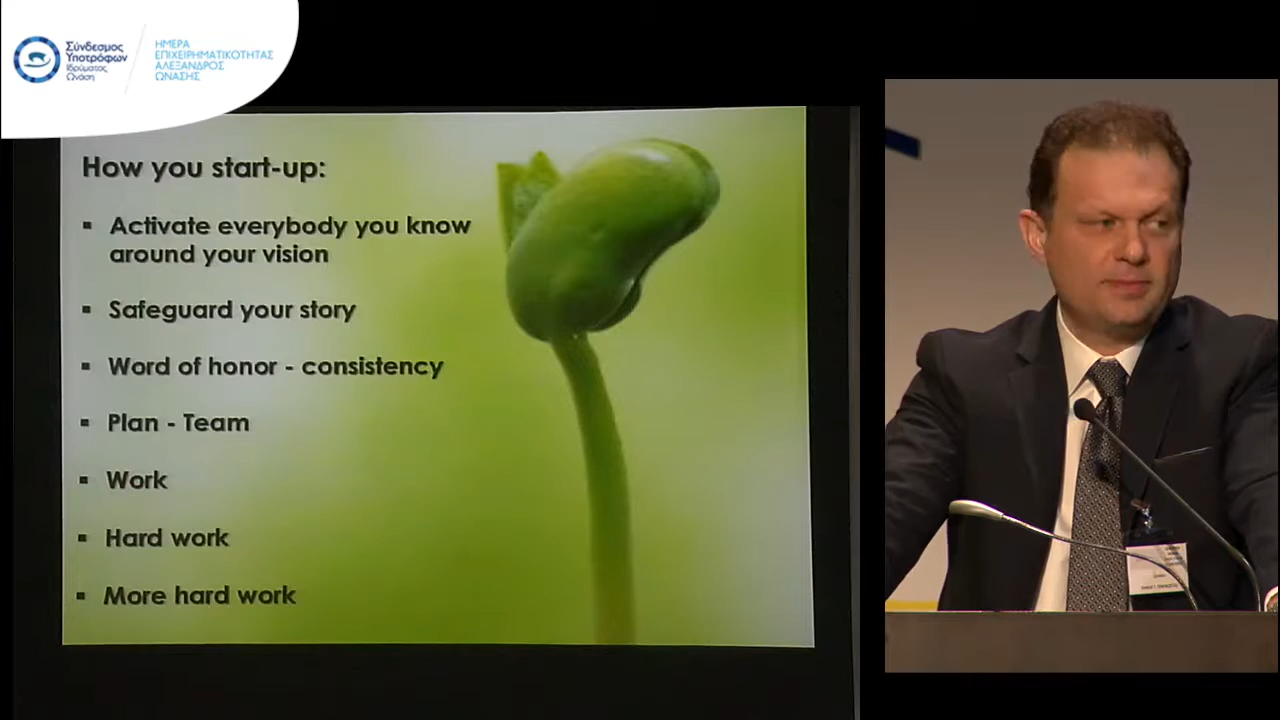 Σύνδεσμος
Υποτρόφων
Ιδρύματος
Ωνάση
ΗΜΕΡΑ
ΕΠΙΧΕΙΡΗΜΑΤΙΚΟΤΗΤΑΣ
ΑΛΕΞΑΝΔΡΟΣ
ΩΝΑΣΗΣ
How you start-up:
▪ Activate everybody you know
around your vision
▪ Safeguard your story
▪ Word of honor - consistency
▪ Plan - Team
▪ Work
▪ Hard work
▪ More hard work